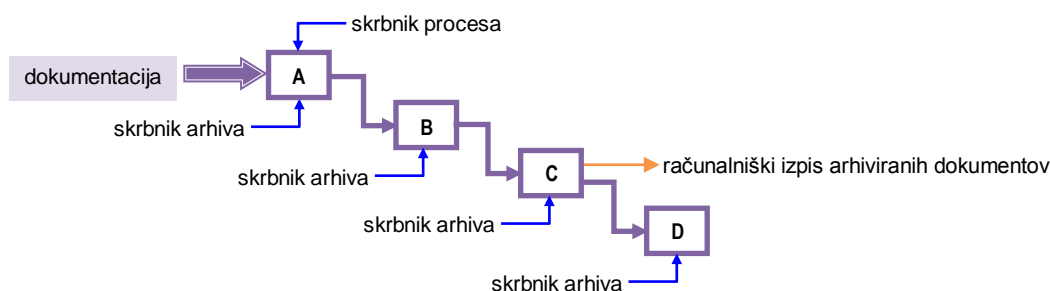 skrbnik procesa
dokumentacija
A
skrbnik arhiva
B
skrbnik arhiva
C
računalniški izpis arhiviranih dokumentov
skrbnik arhiva
D
skrbnik arhiva